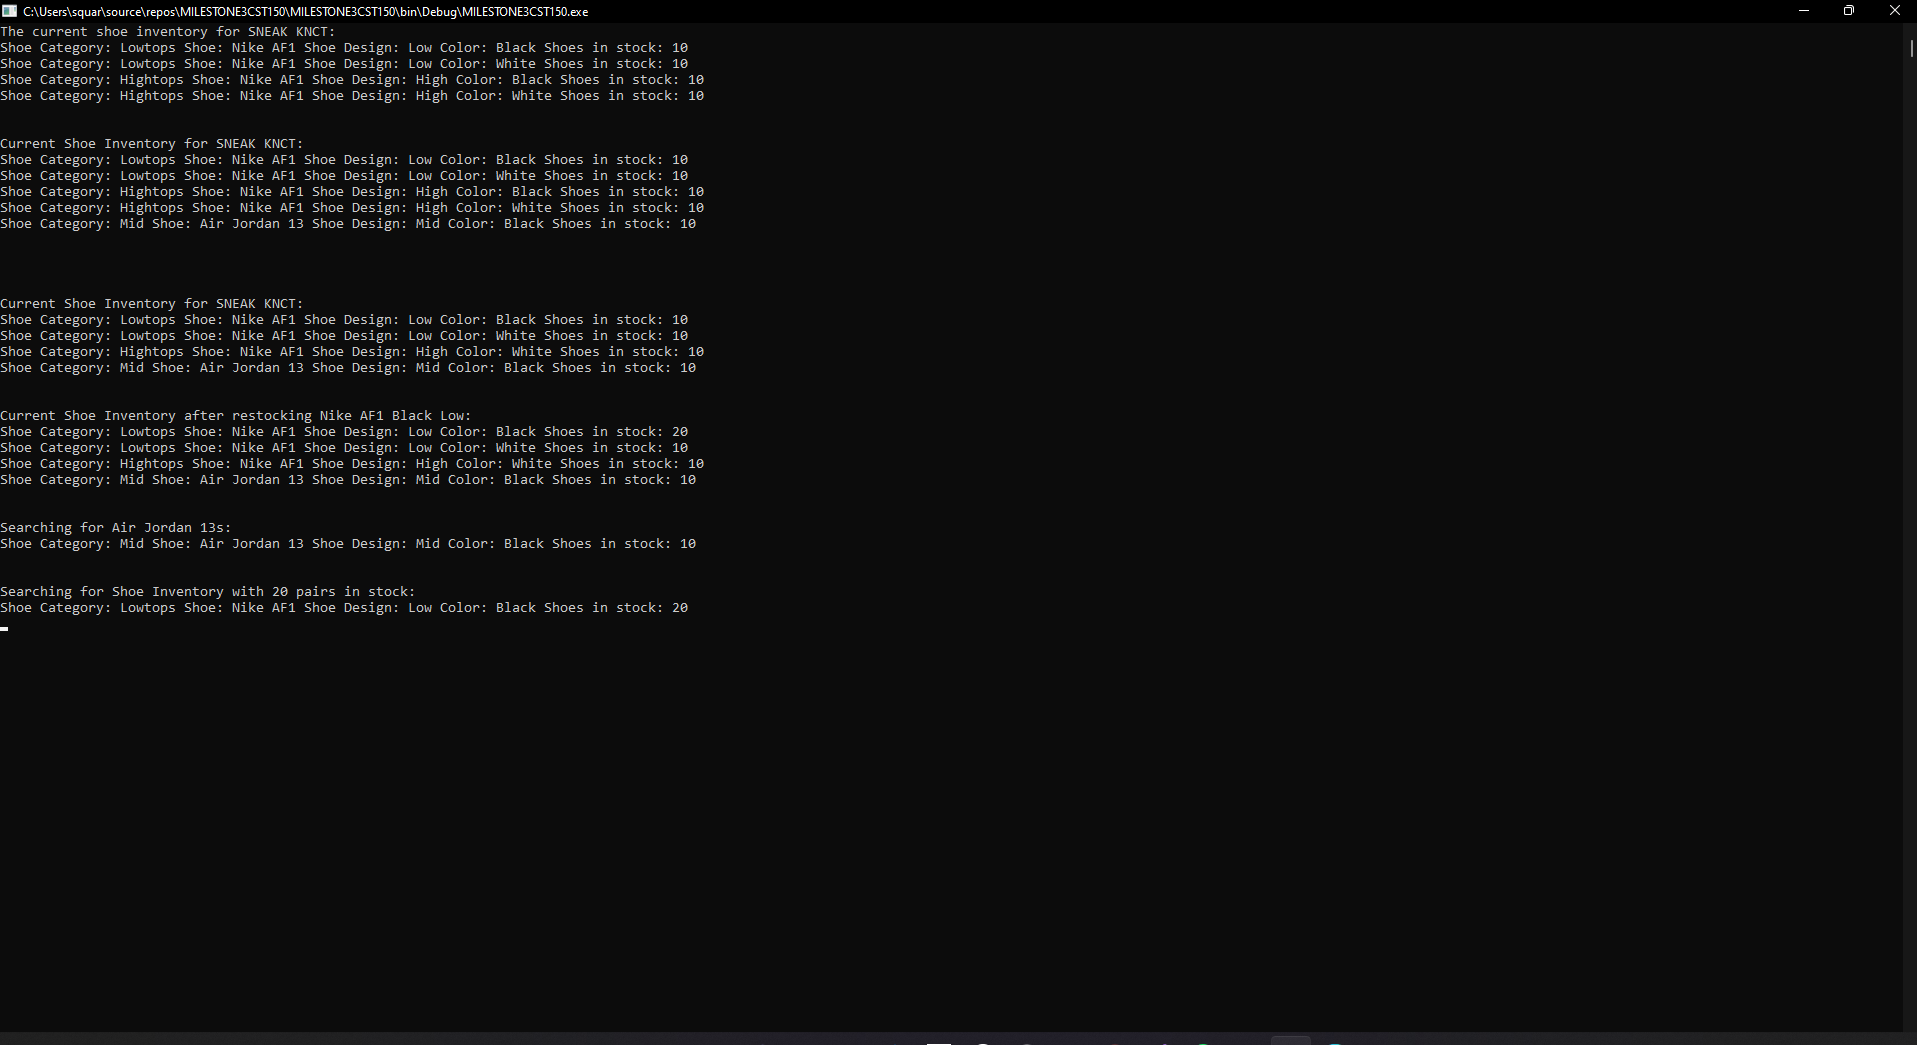 C:\Users\squar\source\repos\MILESTONE3CST150\MILESTONE3CST150\bin\Debug\MILESTONE3CST150.exe
The current shoe inventory for SNEAK KNCT:
Shoe Category: Lowtops Shoe: Nike AF1 Shoe Design: Low Color: Black Shoes in stock: 10
Shoe Category: Lowtops Shoe: Nike AF1 Shoe Design: Low Color: White Shoes in stock: 10
Shoe Category: Hightops Shoe: Nike AF1 Shoe Design: High Color: Black Shoes in stock: 10
Shoe Category: Hightops Shoe: Nike AF1 Shoe Design: High Color: White Shoes in stock: 10
Current Shoe Inventory for SNEAK KNCT:
Shoe Category: Lowtops Shoe: Nike AF1 Shoe Design: Low Color: Black Shoes in stock: 10
Shoe Category: Lowtops Shoe: Nike AF1 Shoe Design: Low Color: White Shoes in stock: 10
Shoe Category: Hightops Shoe: Nike AF1 Shoe Design: High Color: Black Shoes in stock: 10
Shoe Category: Hightops Shoe: Nike AF1 Shoe Design: High Color: White Shoes in stock: 10
Shoe Category: Mid Shoe: Air Jordan 13 Shoe Design: Mid Color: Black Shoes in stock: 10
Current Shoe Inventory for SNEAK KNCT:
Shoe Category: Lowtops Shoe: Nike AF1 Shoe Design: Low Color: Black Shoes in stock: 10
Shoe Category: Lowtops Shoe: Nike AF1 Shoe Design: Low Color: White Shoes in stock: 10
Shoe Category: Hightops Shoe: Nike AF1 Shoe Design: High Color: White Shoes in stock: 10
Shoe Category: Mid Shoe: Air Jordan 13 Shoe Design: Mid Color: Black Shoes in stock: 10
Current Shoe Inventory after restocking Nike AF1 Black Low:
Shoe Category: Lowtops Shoe: Nike AF1 Shoe Design: Low Color: Black Shoes in stock: 20
Shoe Category: Lowtops Shoe: Nike AF1 Shoe Design: Low Color: White Shoes in stock: 10
Shoe Category: Hightops Shoe: Nike AF1 Shoe Design: High Color: White Shoes in stock: 10
Shoe Category: Mid Shoe: Air Jordan 13 Shoe Design: Mid Color: Black Shoes in stock: 10
Searching for Air Jordan 13s:
Shoe Category: Mid Shoe: Air Jordan 13 Shoe Design: Mid Color: Black Shoes in stock: 10
Searching for Shoe Inventory with 20 pairs in stock:
Shoe Category: Lowtops Shoe: Nike AF1 Shoe Design: Low Color: Black Shoes in stock: 20